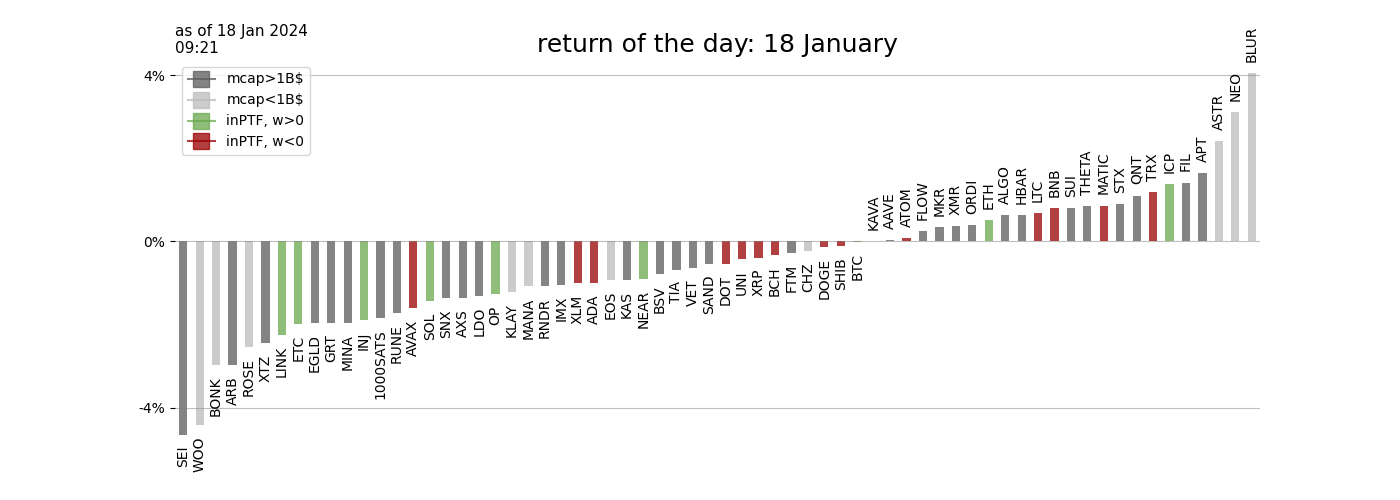 as of 18 Jan 2024
09:21
return of the day: 18 January
mcap>1B$
mcap<1B$
inPTF, w>0
inPTF, w<0
4%
0%
-4%
SEI
WOO
BONK
ARB
ROSE
XTZ
LINK
ETC
EGLD
GRT
MINA
INJ
1000SATS
RUNE
AVAX
SOL
SNX
AXS
LDO
OP
KLAY
MANA
RNDR
IMX
XLM
ADA
EOS
KAS
NEAR
BSV
TIA
VET
SAND
DOT
UNI
XRP
BCH
FTM
CHZ
DOGE
SHIB
BTC
KAVA
AAVE
ATOM
FLOW
MKR
XMR
ORDI
ETH
ALGO
HBAR
LTC
BNB
SUI
THETA
MATIC
STX
QNT
TRX
ICP
FIL
APT
ASTR
NEO
BLUR